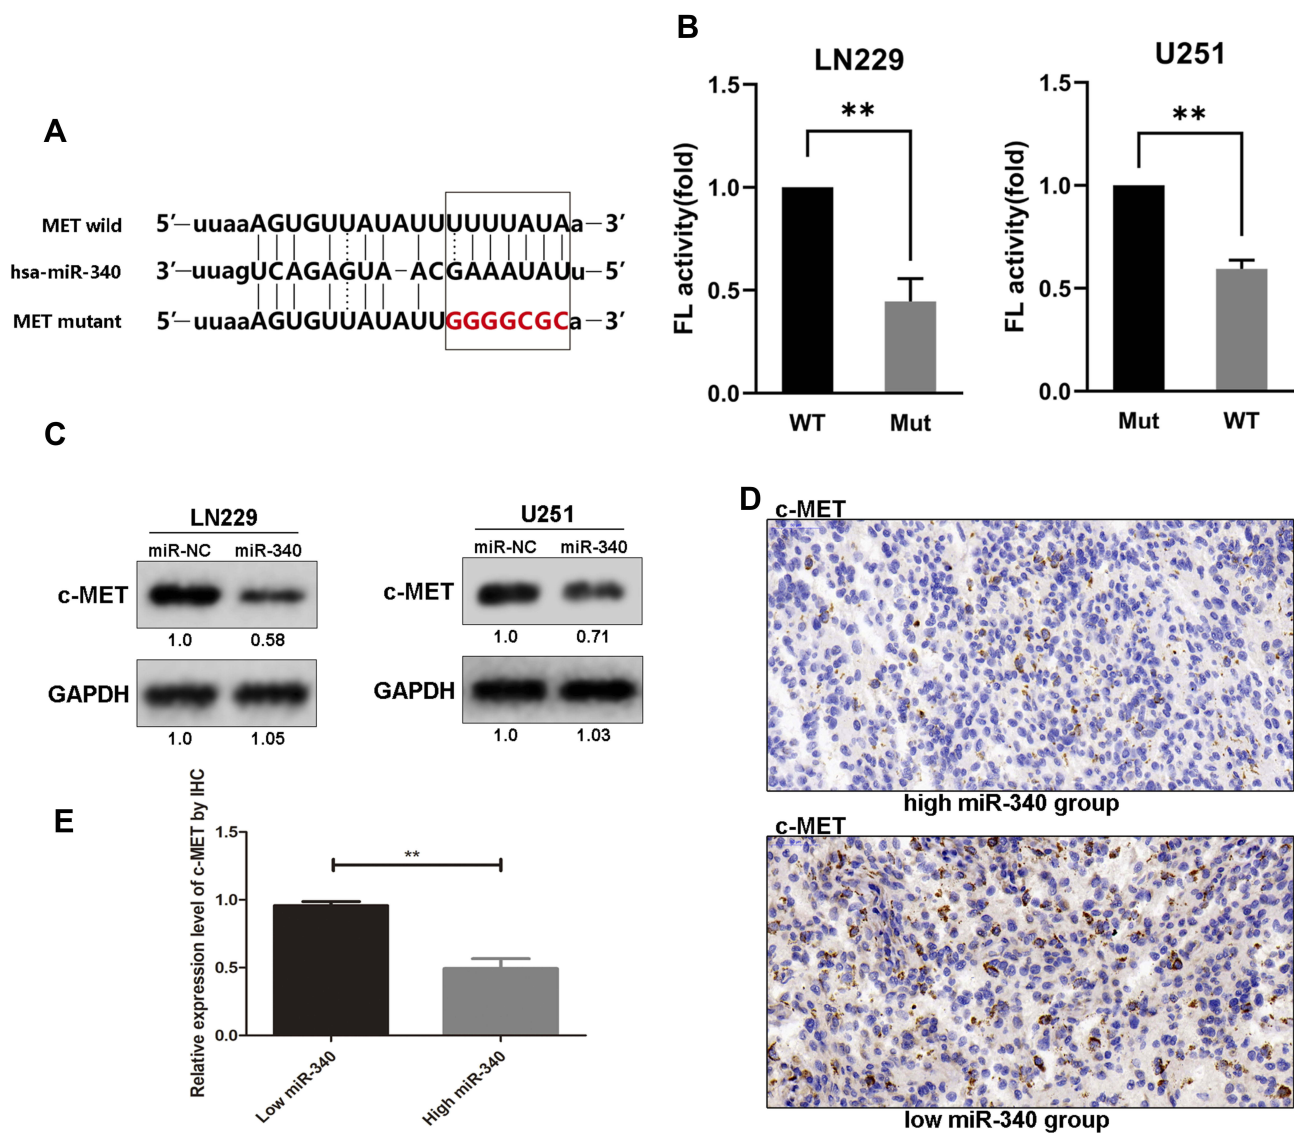 A
MET wild 5′–uuaaAGUGUUAUAUUUUUUAUAa–3′
hsa-miR-340 3′–uuagUCAGAGUA–ACGAAAUAUu–5′
MET mutant 5′–uuaaAGUGUUAUAUUGGGGCGCa–3′
B
LN229
FL activity(fold)
1.5
1.0
0.5
0.0
**
WT Mut
U251
FL activity(fold)
1.5
1.0
0.5
0.0
**
Mut WT
C
LN229
miR-NC miR-340
c-MET
1.0 0.58
GAPDH
1.0 1.05
U251
miR-NC miR-340
c-MET
1.0 0.71
GAPDH
1.0 1.03
D
c-MET
high miR-340 group
c-MET
low miR-340 group
E
Relative expression level of c-MET by IHC
1.5
1.0
0.5
0.0
**
Low miR-340
High miR-340